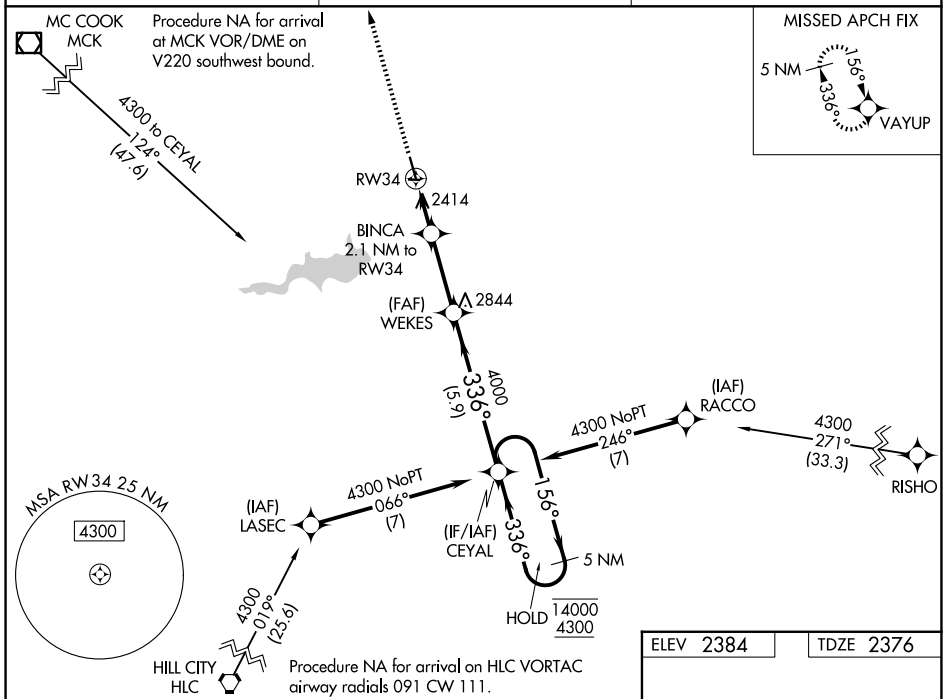 MC COOK
MCK
Procedure NA for arrival
at MCK VOR/DME on
V220 southwest bound.
MISSED APCH FIX
5 NM
156°
336°
VAYUP
4300 to CEYAL
124°
(47.6)
RW34
2414
BINCA
2.1 NM to
RW34
(FAF)
WEKES
2844
4000
336°
(5.9)
(IAF)
RACCO
4300 NoPT
246°
(7)
4300
271°
(33.3)
RISHO
MSA RW 34 25 NM
4300
(IAF)
LASEC
4300 NoPT
066°
(7)
(IF/IAF)
CEYAL
156°
336°
5 NM
HOLD
14000
4300
4300
019°
(25.6)
HILL CITY
HLC
Procedure NA for arrival on HLC VORTAC
airway radials 091 CW 111.
ELEV 2384
TDZE 2376